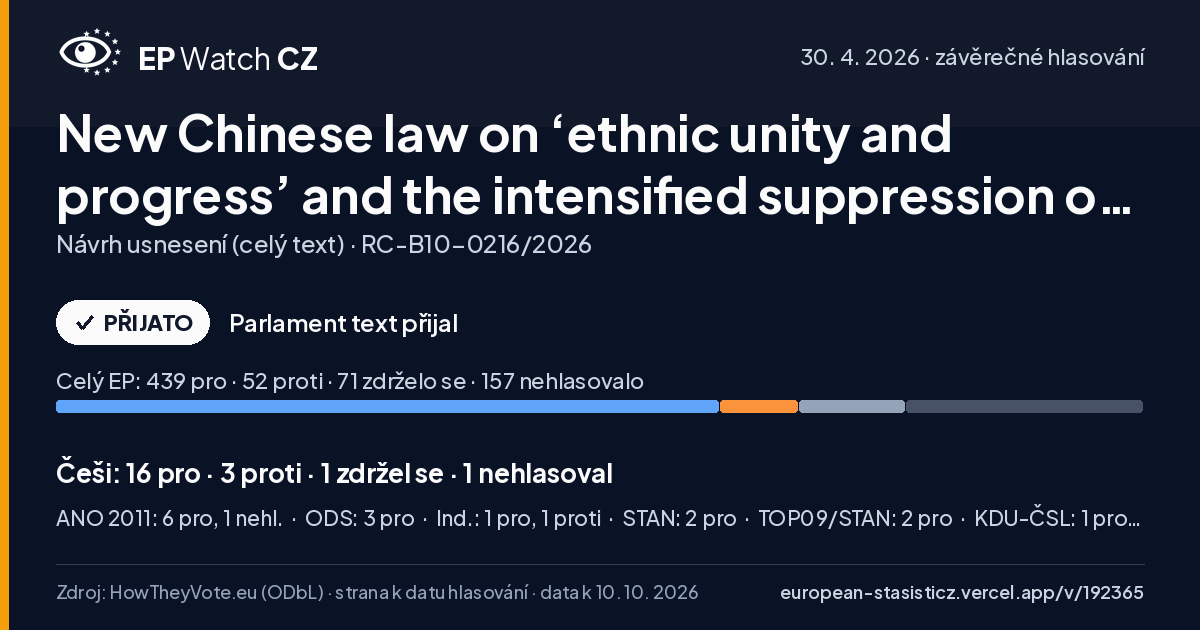 EP Watch CZ
30. 4. 2026 · závěrečné hlasování
New Chinese law on ‘ethnic unity and
progress’ and the intensified suppression o…
Návrh usnesení (celý text) · RC-B10-0216/2026
✓ PŘIJATO Parlament text přijal
Celý EP: 439 pro · 52 proti · 71 zdrželo se · 157 nehlasovalo
Češi: 16 pro · 3 proti · 1 zdržel se · 1 nehlasoval
ANO 2011: 6 pro, 1 nehl. · ODS: 3 pro · Ind.: 1 pro, 1 proti · STAN: 2 pro · TOP09/STAN: 2 pro · KDU-ČSL: 1 pro…
Zdroj: HowTheyVote.eu (ODbL) · strana k datu hlasování · data k 10. 10. 2026
european-stasisticz.vercel.app/v/192365